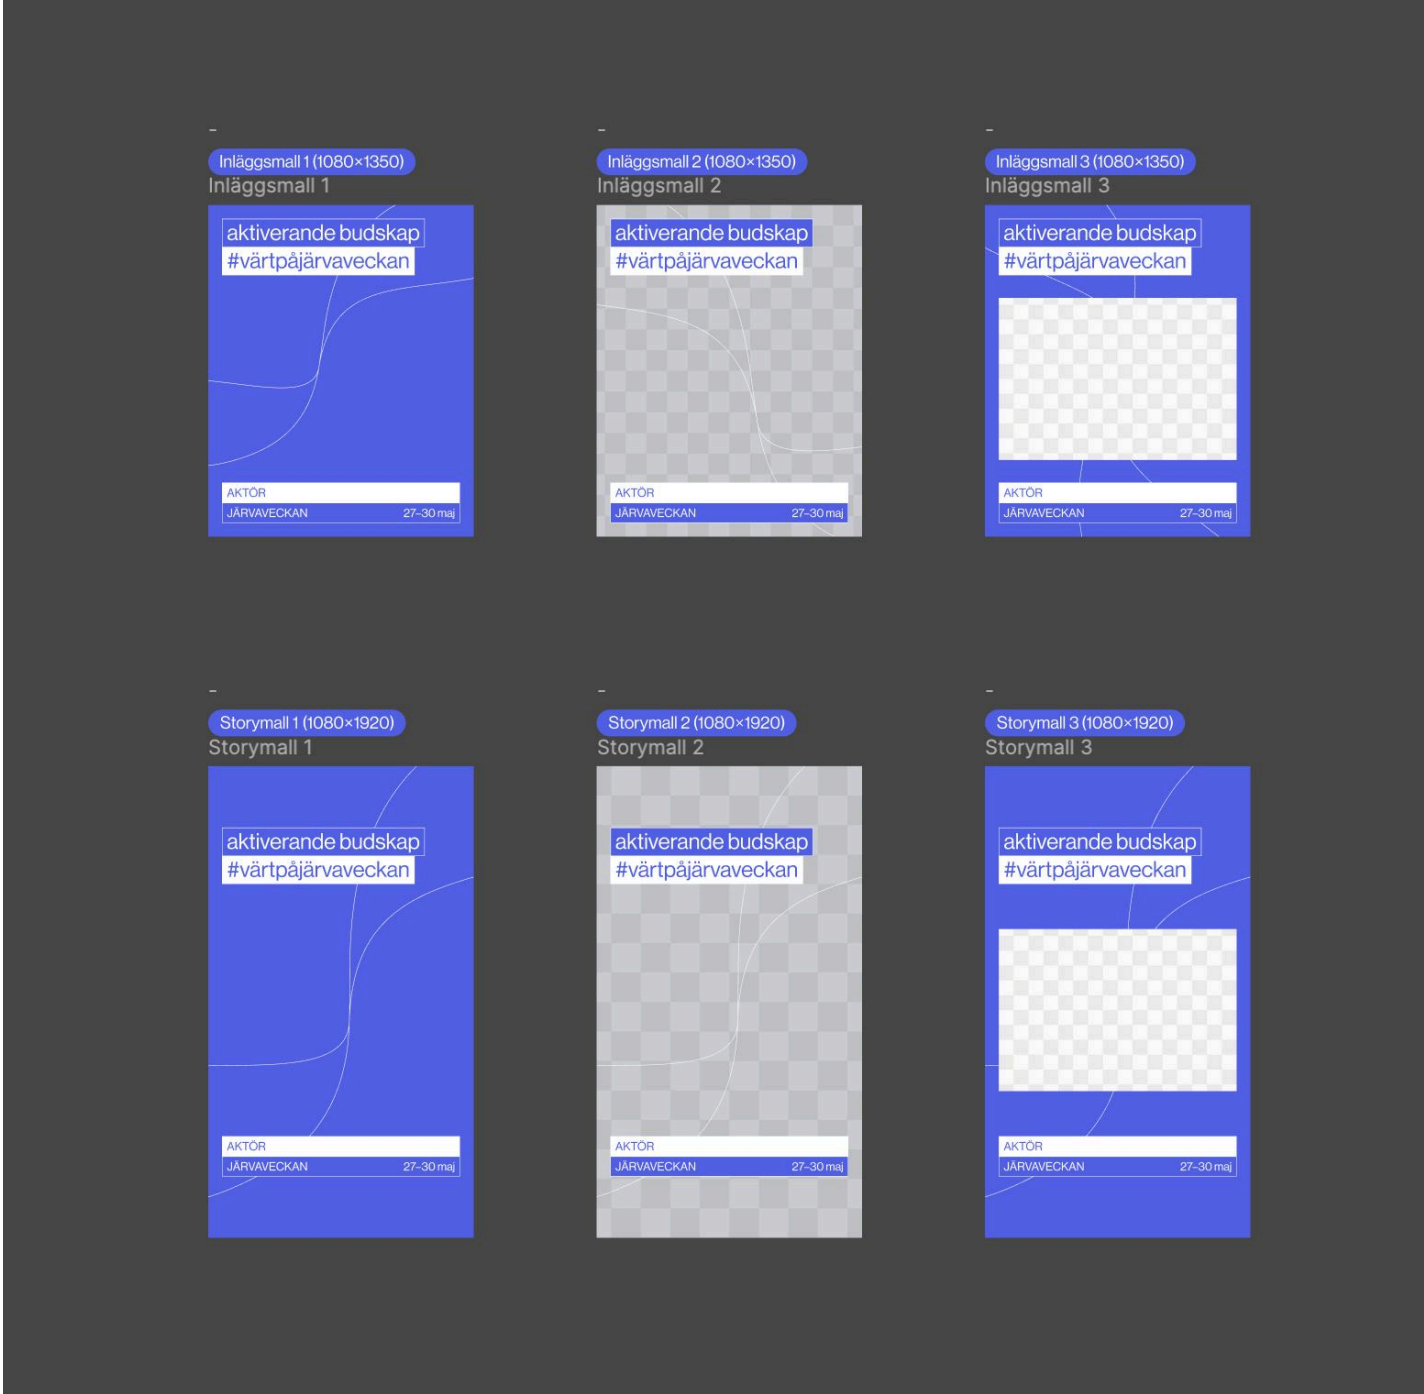 -
Inläggsmall 1 (1080×1350)
Inläggsmall 1
aktiverande budskap
#värtpåjärvaveckan
AKTÖR
JÄRVAVECKAN 27–30 maj
-
Inläggsmall 2 (1080×1350)
Inläggsmall 2
aktiverande budskap
#värtpåjärvaveckan
AKTÖR
JÄRVAVECKAN 27–30 maj
-
Inläggsmall 3 (1080×1350)
Inläggsmall 3
aktiverande budskap
#värtpåjärvaveckan
AKTÖR
JÄRVAVECKAN 27–30 maj
-
Storymall 1 (1080×1920)
Storymall 1
aktiverande budskap
#värtpåjärvaveckan
AKTÖR
JÄRVAVECKAN 27–30 maj
-
Storymall 2 (1080×1920)
Storymall 2
aktiverande budskap
#värtpåjärvaveckan
AKTÖR
JÄRVAVECKAN 27–30 maj
-
Storymall 3 (1080×1920)
Storymall 3
aktiverande budskap
#värtpåjärvaveckan
AKTÖR
JÄRVAVECKAN 27–30 maj